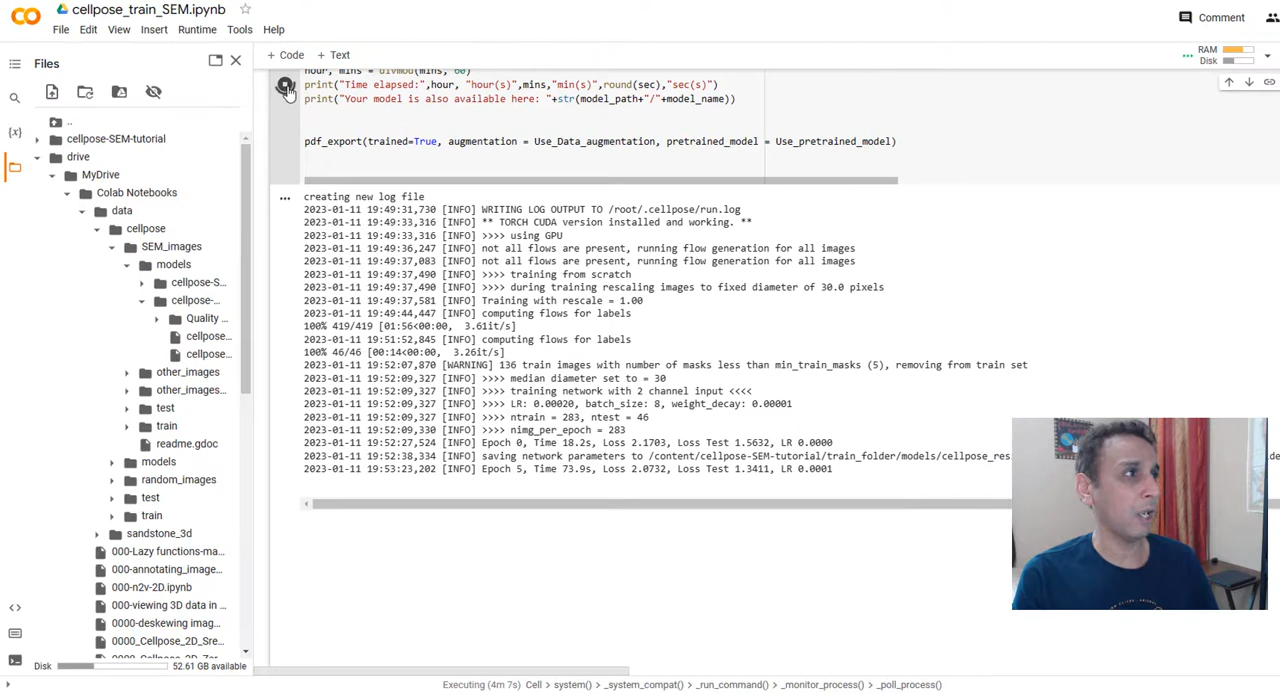 cellpose_train_SEM.ipynb
File Edit View Insert Runtime Tools Help
Comment
Files
+ Code + Text
RAM
Disk
..
cellpose-SEM-tutorial
drive
MyDrive
Colab Notebooks
data
cellpose
SEM_images
models
cellpose-S...
cellpose-...
Quality ...
cellpose...
cellpose...
other_images
other_images...
test
train
readme.gdoc
models
random_images
test
train
sandstone_3d
000-Lazy functions-ma...
000-annotating_image...
000-n2v-2D.ipynb
000-viewing 3D data in ...
0000-deskewing imag...
0000_Cellpose_2D_Sre...
Disk 52.61 GB available
hour, mins = divmod(mins, 60)
print("Time elapsed:",hour, "hour(s)",mins,"min(s)",round(sec),"sec(s)")
print("Your model is also available here: "+str(model_path+"/"+model_name))
pdf_export(trained=True, augmentation = Use_Data_augmentation, pretrained_model = Use_pretrained_model)
... creating new log file
2023-01-11 19:49:31,730 [INFO] WRITING LOG OUTPUT TO /root/.cellpose/run.log
2023-01-11 19:49:33,316 [INFO] ** TORCH CUDA version installed and working. **
2023-01-11 19:49:33,316 [INFO] >>>> using GPU
2023-01-11 19:49:36,247 [INFO] not all flows are present, running flow generation for all images
2023-01-11 19:49:37,083 [INFO] not all flows are present, running flow generation for all images
2023-01-11 19:49:37,490 [INFO] >>>> training from scratch
2023-01-11 19:49:37,490 [INFO] >>>> during training rescaling images to fixed diameter of 30.0 pixels
2023-01-11 19:49:37,581 [INFO] Training with rescale = 1.00
2023-01-11 19:49:44,447 [INFO] computing flows for labels
100% 419/419 [01:56<00:00, 3.61it/s]
2023-01-11 19:51:52,845 [INFO] computing flows for labels
100% 46/46 [00:14<00:00, 3.26it/s]
2023-01-11 19:52:07,870 [WARNING] 136 train images with number of masks less than min_train_masks (5), removing from train set
2023-01-11 19:52:09,327 [INFO] >>>> median diameter set to = 30
2023-01-11 19:52:09,327 [INFO] >>>> training network with 2 channel input <<<<
2023-01-11 19:52:09,327 [INFO] >>>> LR: 0.00020, batch_size: 8, weight_decay: 0.00001
2023-01-11 19:52:09,327 [INFO] >>>> ntrain = 283, ntest = 46
2023-01-11 19:52:09,330 [INFO] >>>> nimg_per_epoch = 283
2023-01-11 19:52:27,524 [INFO] Epoch 0, Time 18.2s, Loss 2.1703, Loss Test 1.5632, LR 0.0000
2023-01-11 19:52:38,334 [INFO] saving network parameters to /content/cellpose-SEM-tutorial/train_folder/models/cellpose_res
2023-01-11 19:53:23,202 [INFO] Epoch 5, Time 73.9s, Loss 2.0732, Loss Test 1.3411, LR 0.0001
Executing (4m 7s) Cell > system() > _system_compat() > _run_command() > _monitor_process() > _poll_process()